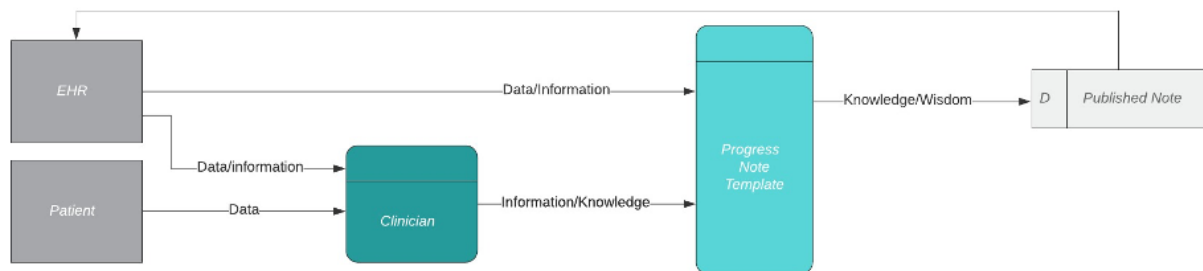 EHR
Data/Information
Knowledge/Wisdom
D
Published Note
Progress
Note
Template
Data/information
Patient
Data
Clinician
Information/Knowledge